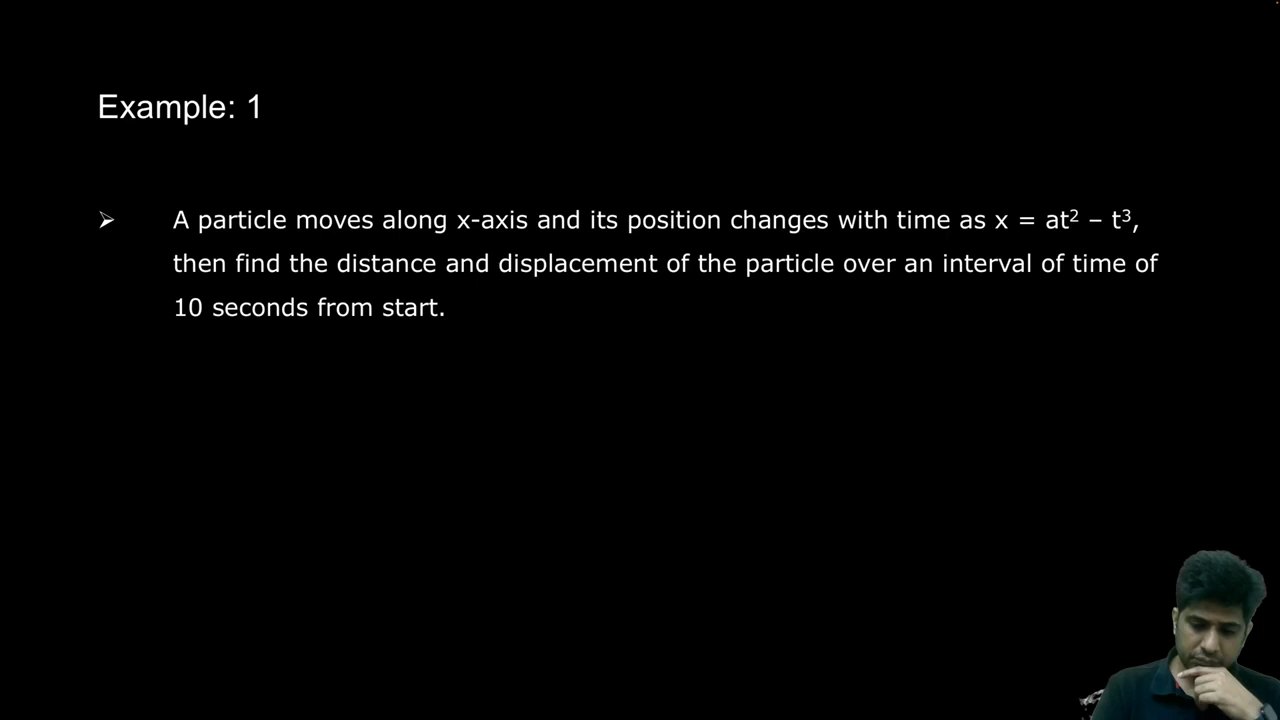 Example: 1
➢ A particle moves along x-axis and its position changes with time as x = at² – t³,
then find the distance and displacement of the particle over an interval of time of
10 seconds from start.